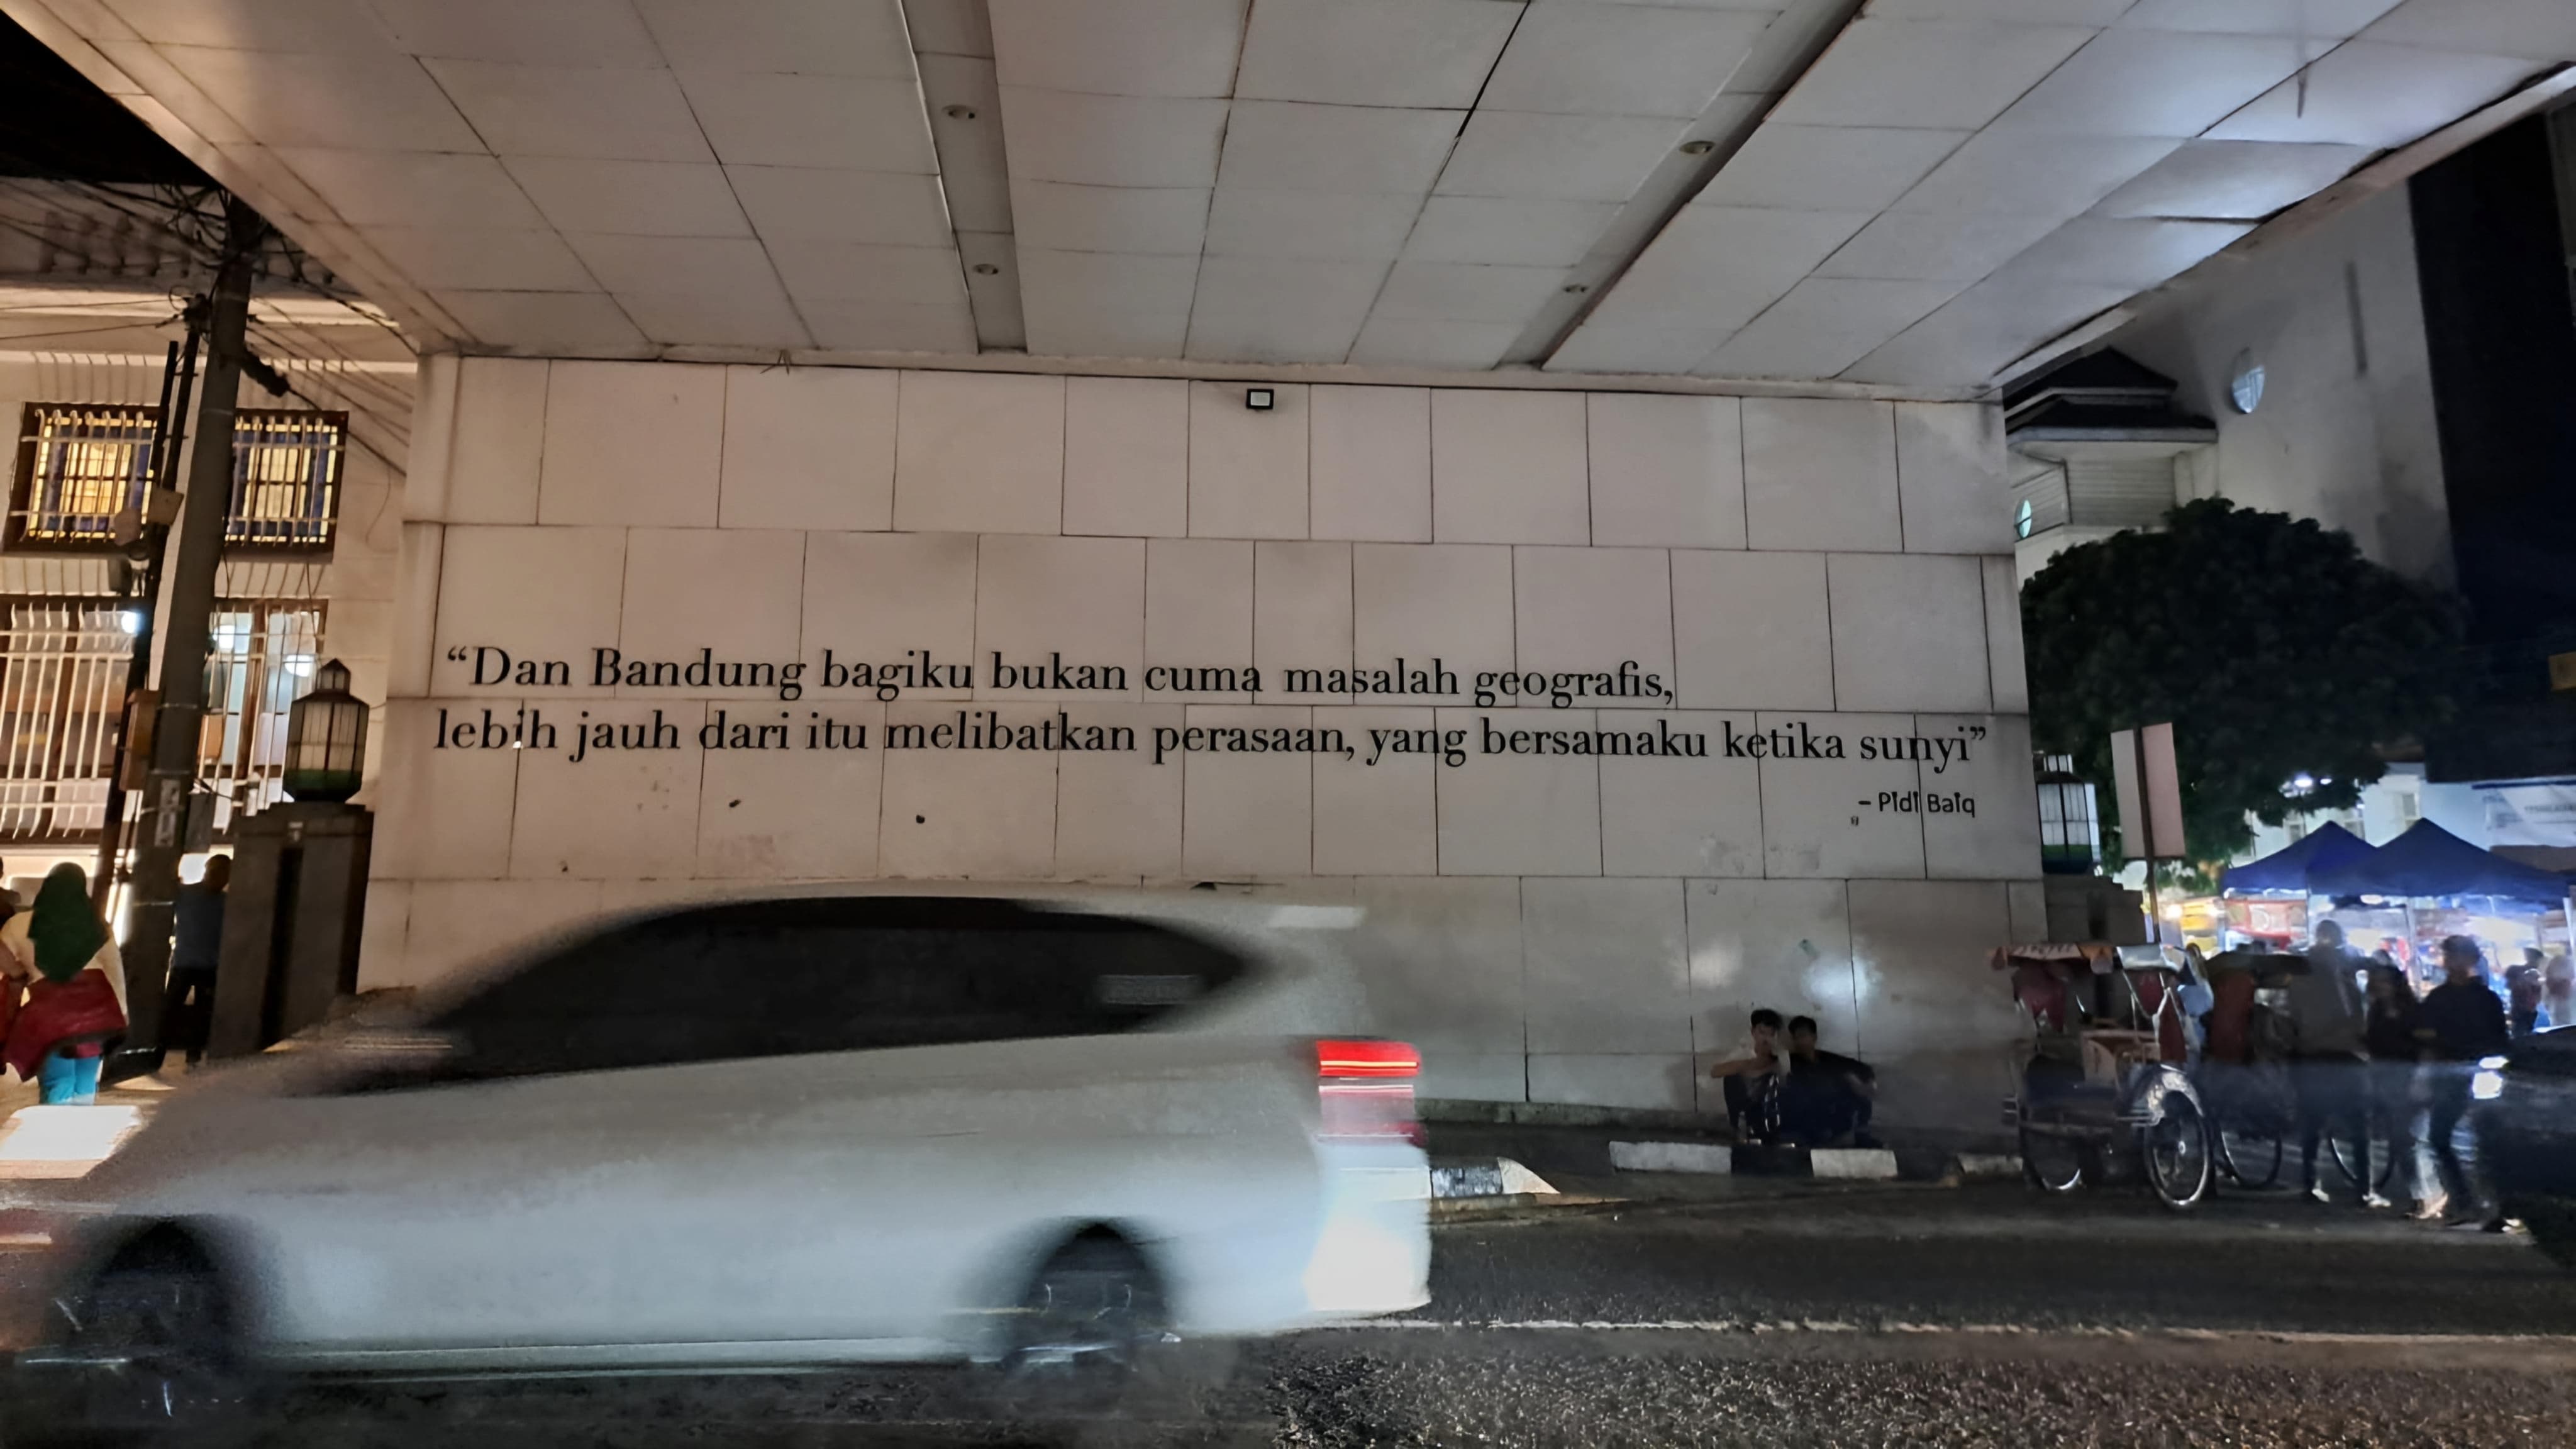 “Dan Bandung bagiku bukan cuma masalah geografis,
lebih jauh dari itu melibatkan perasaan, yang bersamaku ketika sunyi”
- PIdI BaIq